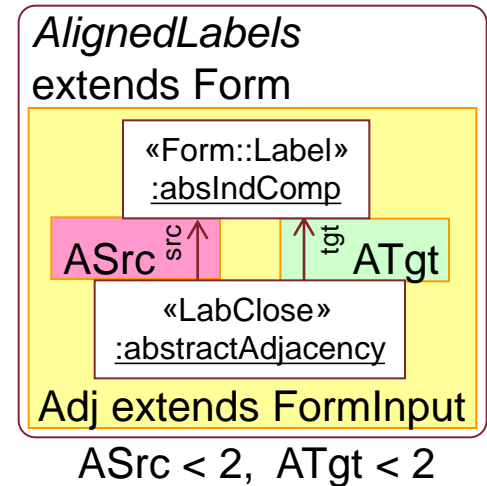 AlignedLabels
extends Form
«Form::Label»
:absIndComp
ASrc src tgt ATgt
«LabClose»
:abstractAdjacency
Adj extends FormInput
ASrc < 2, ATgt < 2